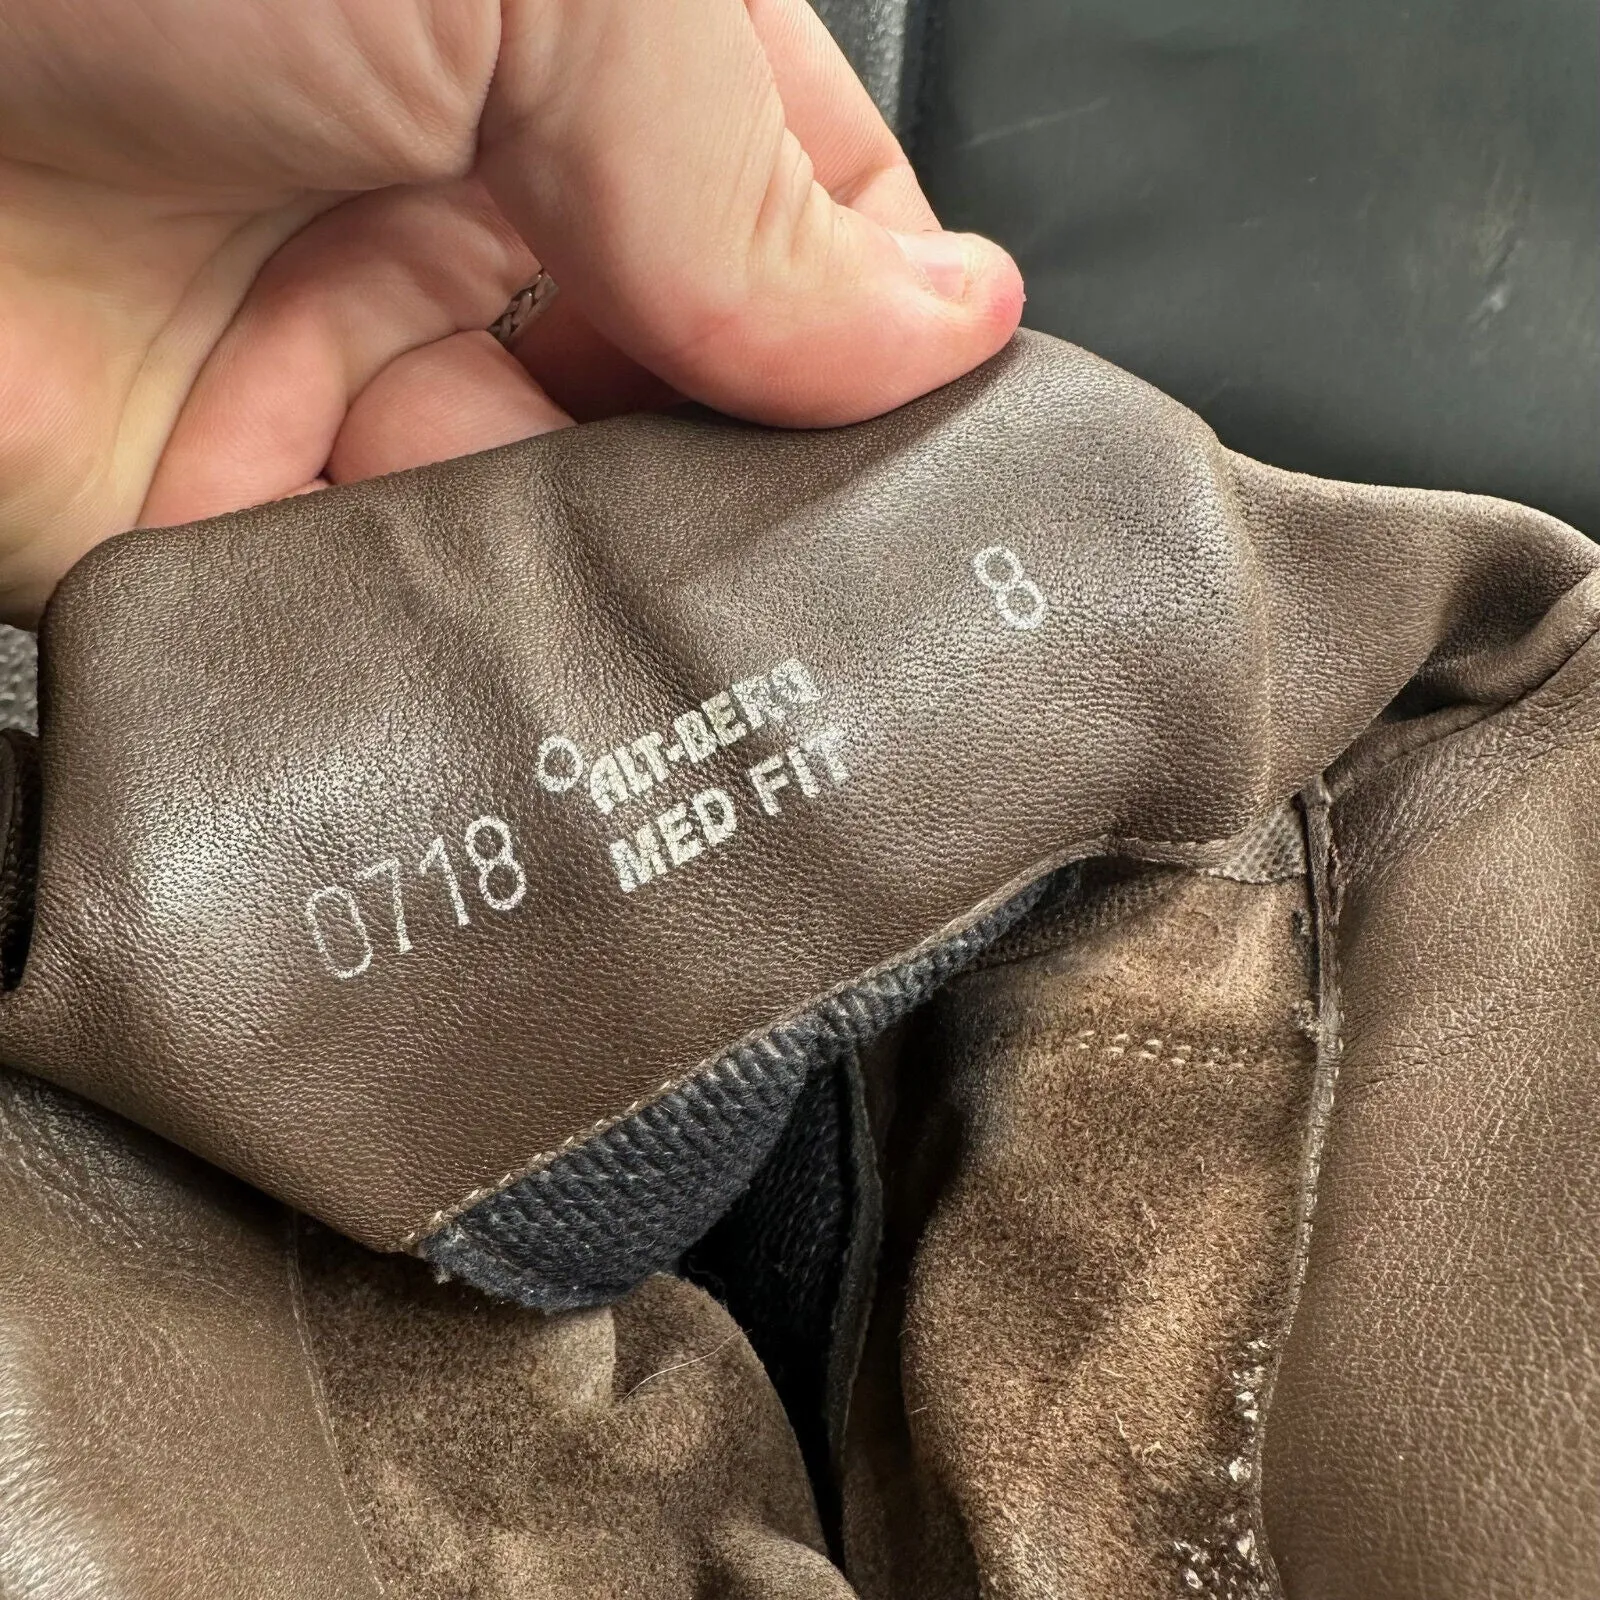 0718
ALT-BERG
MED FIT
8